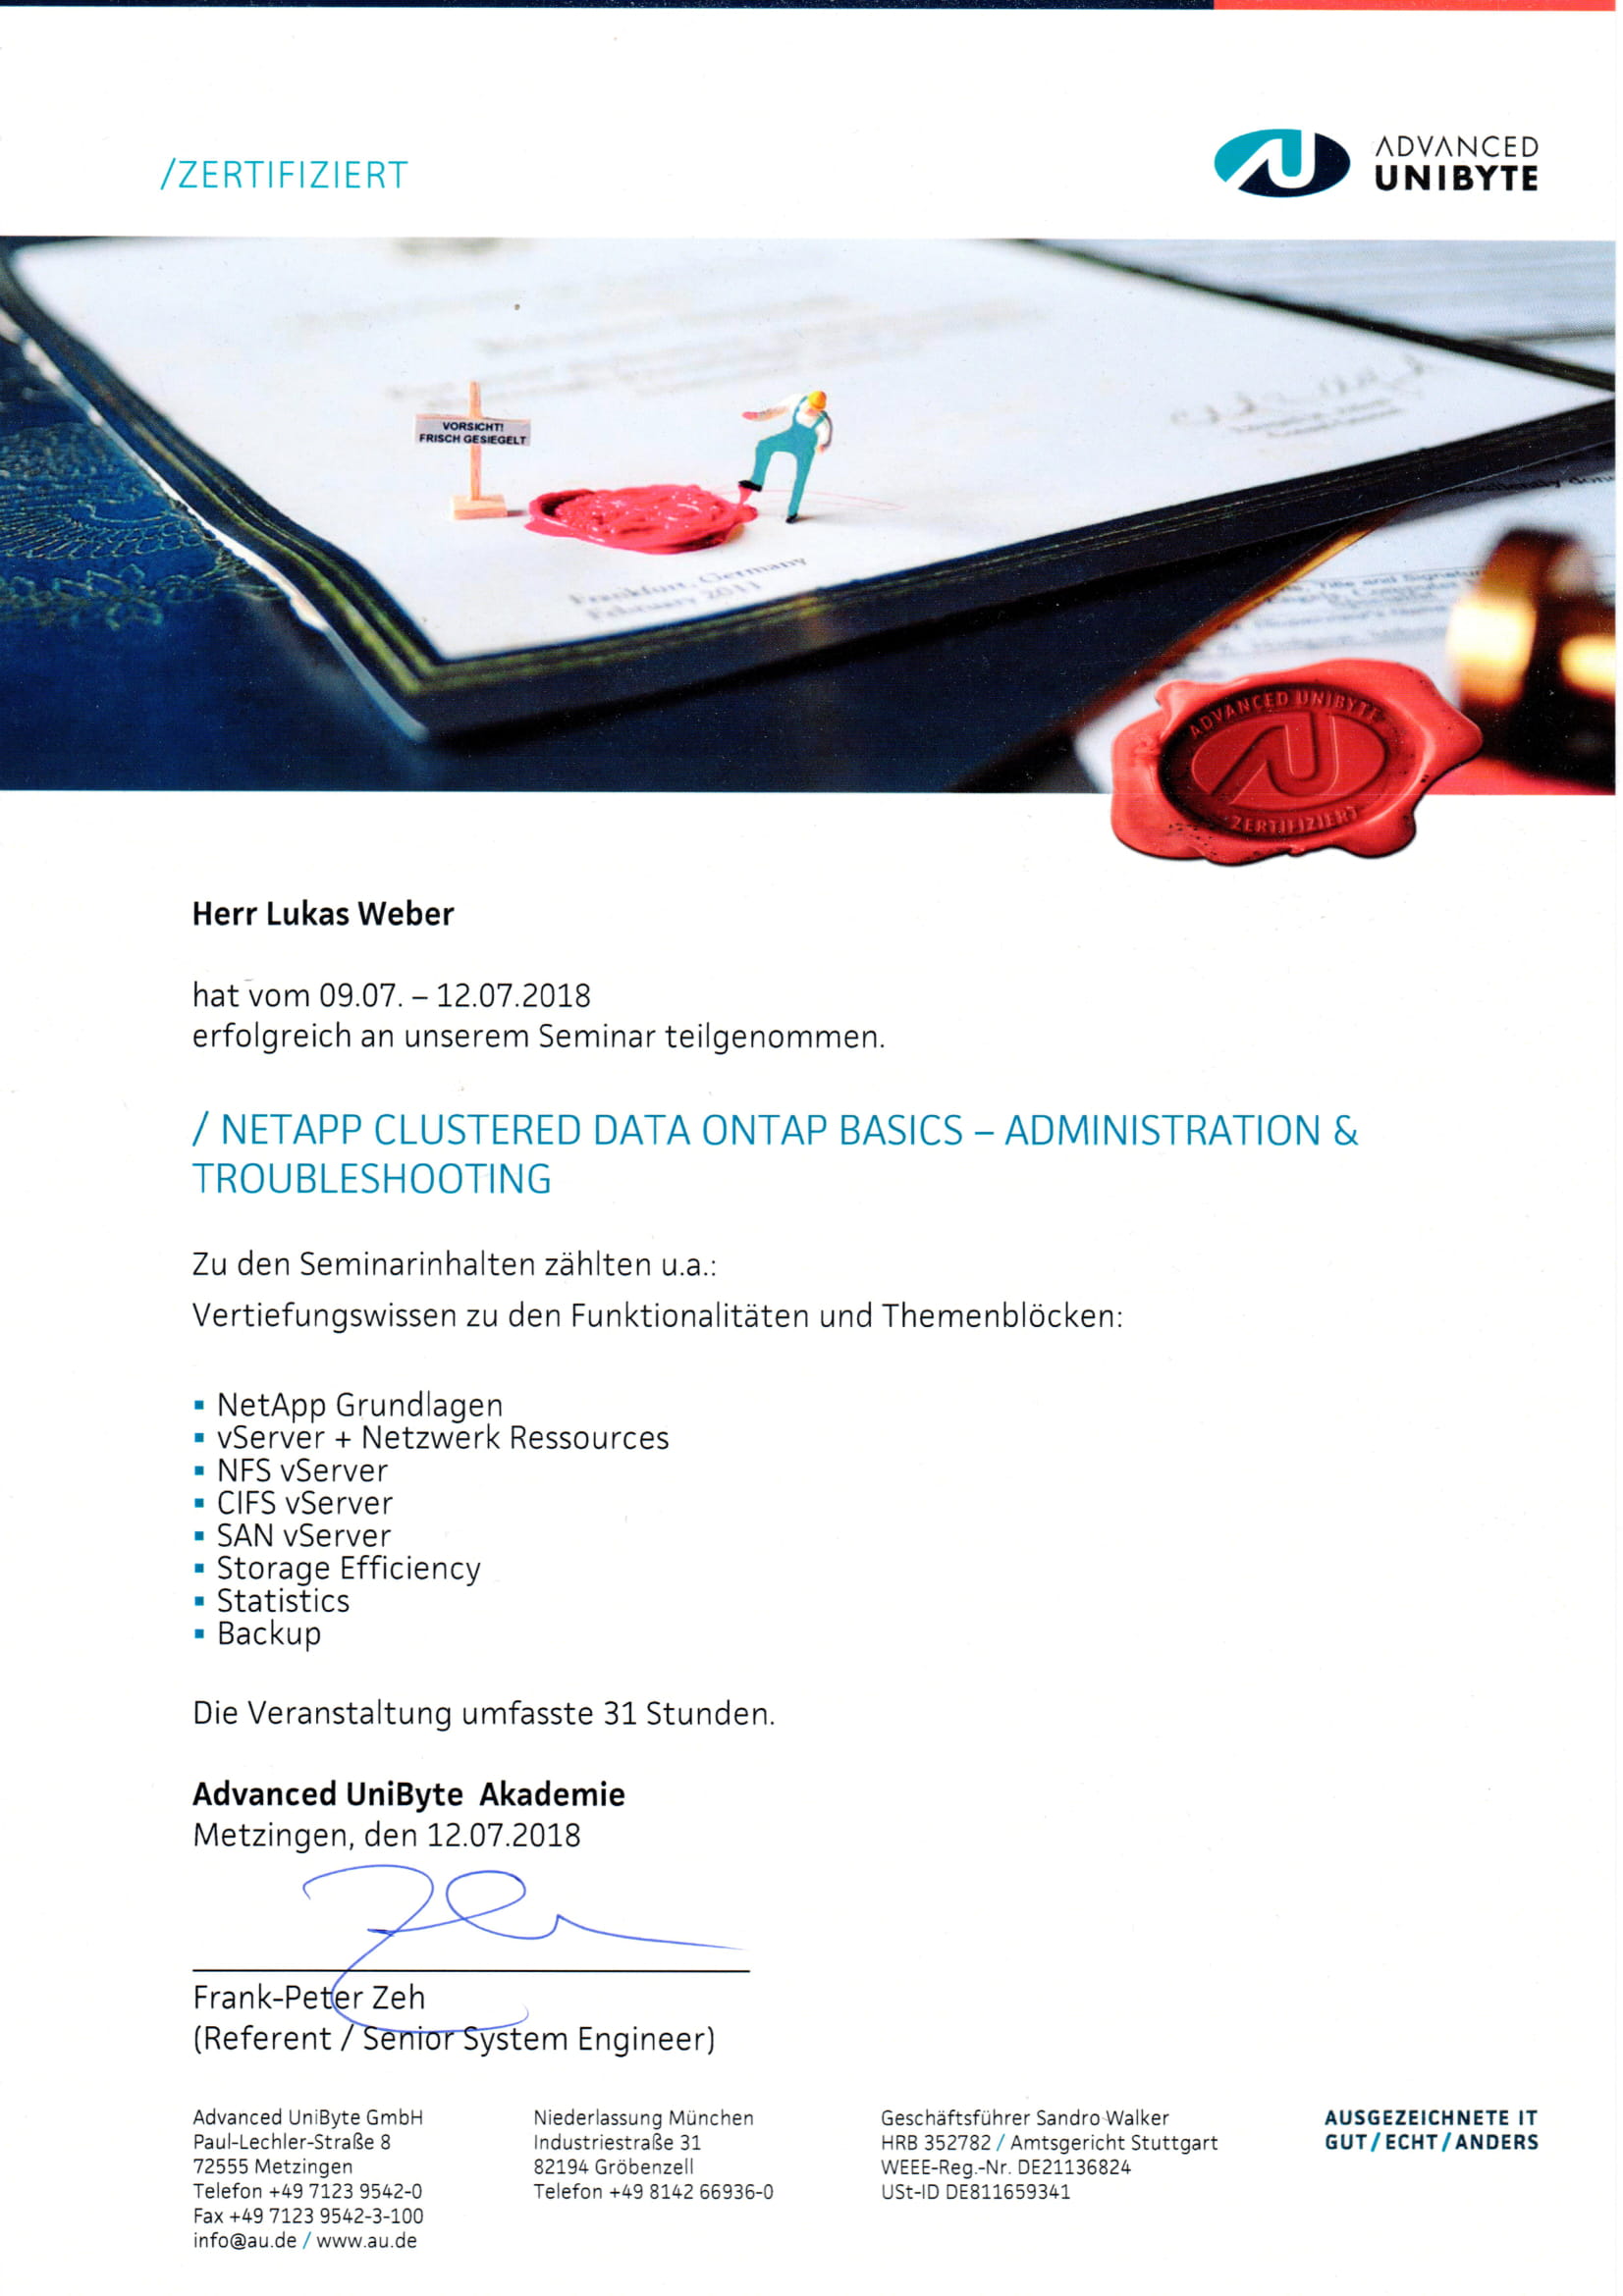 /ZERTIFIZIERT
ADVANCED
UNIBYTE
VORSICHT!
FRISCH GESIEGELT
Frankfurt, Germany
February 2011
ADVANCED UNIBYTE
ZERTIFIZIERT
Herr Lukas Weber
hat vom 09.07. – 12.07.2018
erfolgreich an unserem Seminar teilgenommen.
/ NETAPP CLUSTERED DATA ONTAP BASICS – ADMINISTRATION &
TROUBLESHOOTING
Zu den Seminarinhalten zählten u.a.:
Vertiefungswissen zu den Funktionalitäten und Themenblöcken:
▪ NetApp Grundlagen
▪ vServer + Netzwerk Ressources
▪ NFS vServer
▪ CIFS vServer
▪ SAN vServer
▪ Storage Efficiency
▪ Statistics
▪ Backup
Die Veranstaltung umfasste 31 Stunden.
Advanced UniByte Akademie
Metzingen, den 12.07.2018
Frank-Peter Zeh
(Referent / Senior System Engineer)
Advanced UniByte GmbH
Paul-Lechler-Straße 8
72555 Metzingen
Telefon +49 7123 9542-0
Fax +49 7123 9542-3-100
info@au.de / www.au.de
Niederlassung München
Industriestraße 31
82194 Gröbenzell
Telefon +49 8142 66936-0
Geschäftsführer Sandro Walker
HRB 352782 / Amtsgericht Stuttgart
WEEE-Reg.-Nr. DE21136824
USt-ID DE811659341
AUSGEZEICHNETE IT
GUT/ECHT/ANDERS